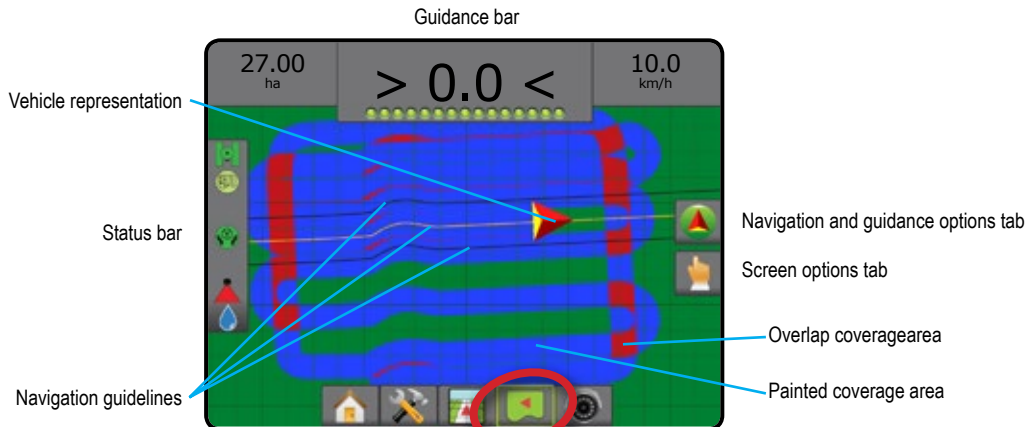 Guidance bar
27.00
ha
> 0.0 <
10.0
km/h
Vehicle representation
Status bar
Navigation and guidance options tab
Screen options tab
Overlap coveragearea
Painted coverage area
Navigation guidelines